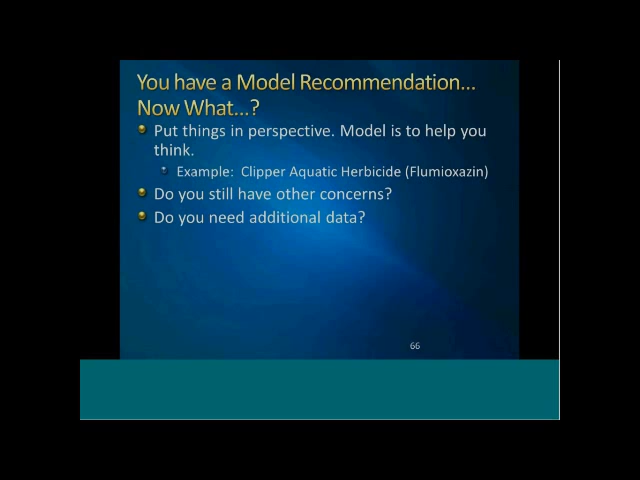 You have a Model Recommendation...
Now What...?
Put things in perspective. Model is to help you
think.
Example: Clipper Aquatic Herbicide (Flumioxazin)
Do you still have other concerns?
Do you need additional data?
66